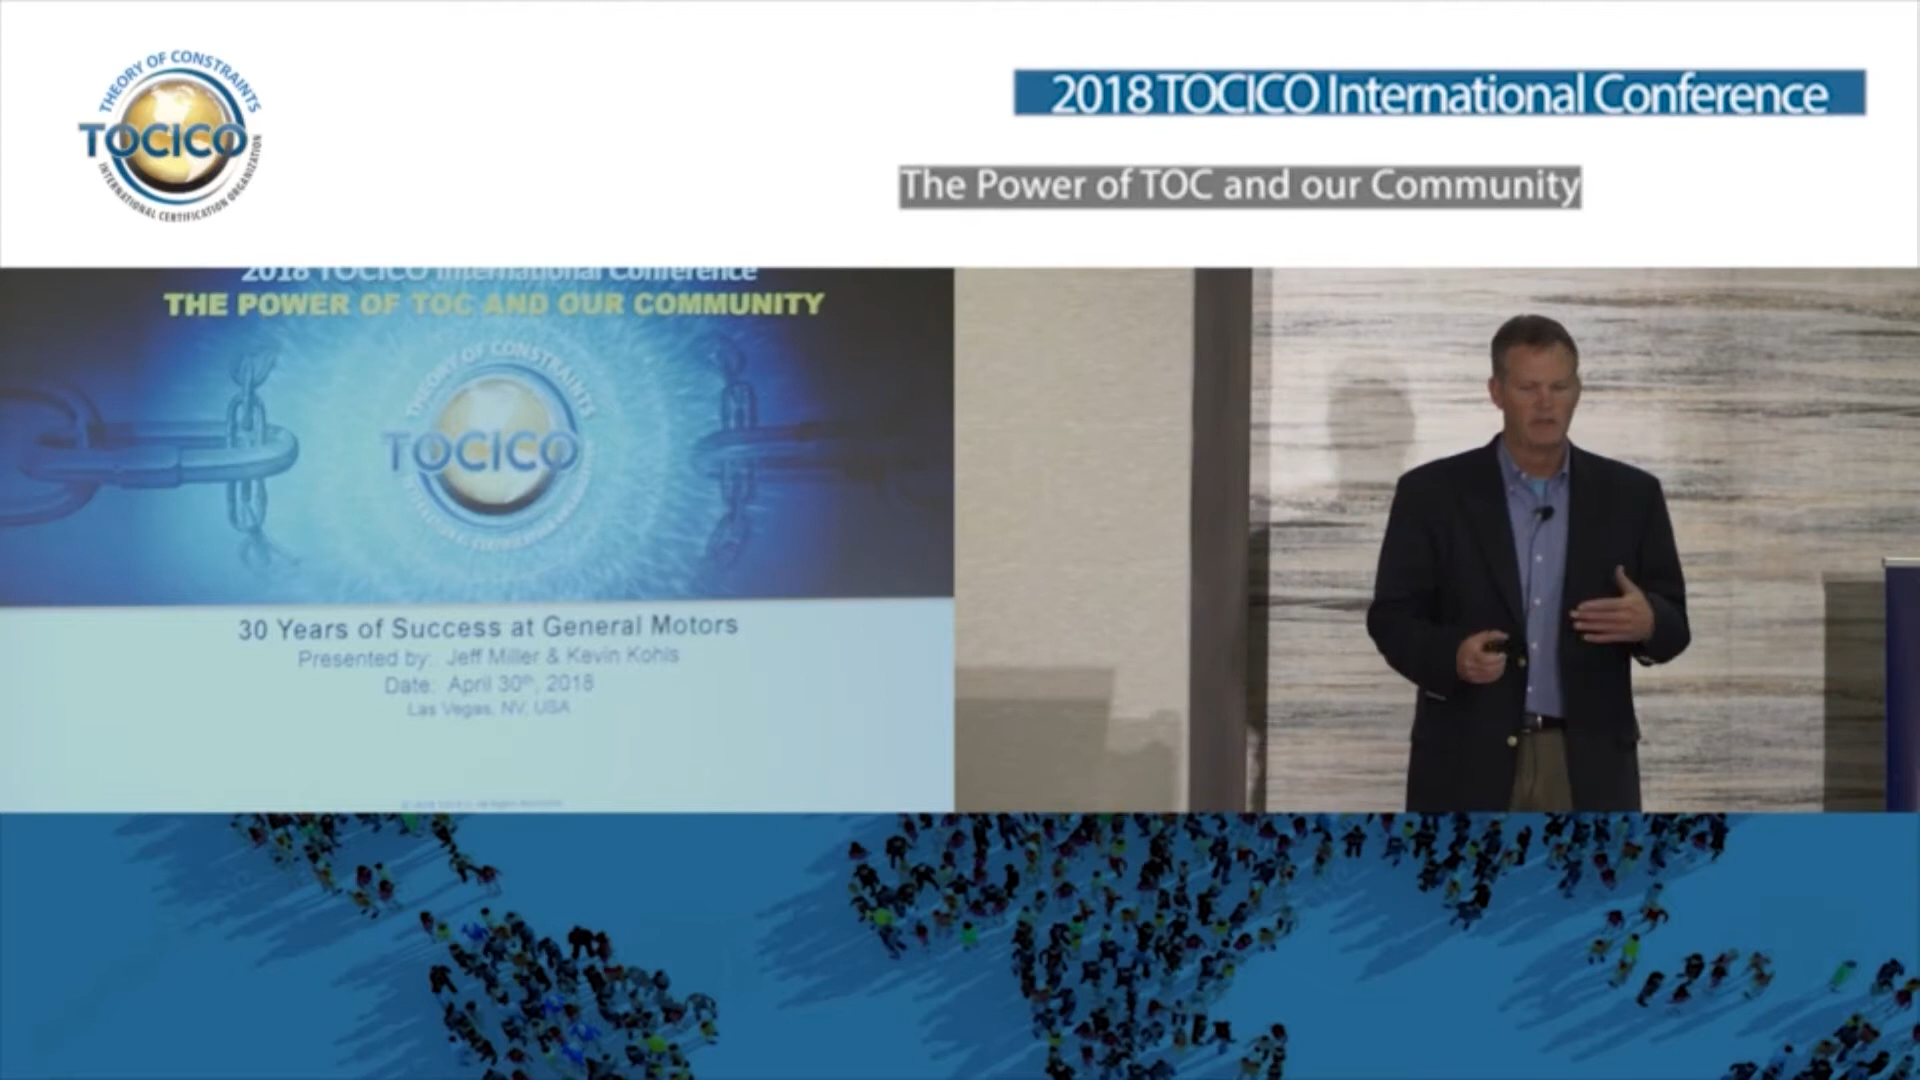 THEORY OF CONSTRAINTS
TOCICO
INTERNATIONAL CERTIFICATION ORGANIZATION
2018 TOCICO International Conference
The Power of TOC and our Community
2018 TOCICO International Conference
THE POWER OF TOC AND OUR COMMUNITY
THEORY OF CONSTRAINTS
TOCICO
30 Years of Success at General Motors
Presented by: Jeff Miller & Kevin Kohls
Date: April 30th, 2018
Las Vegas, NV, USA